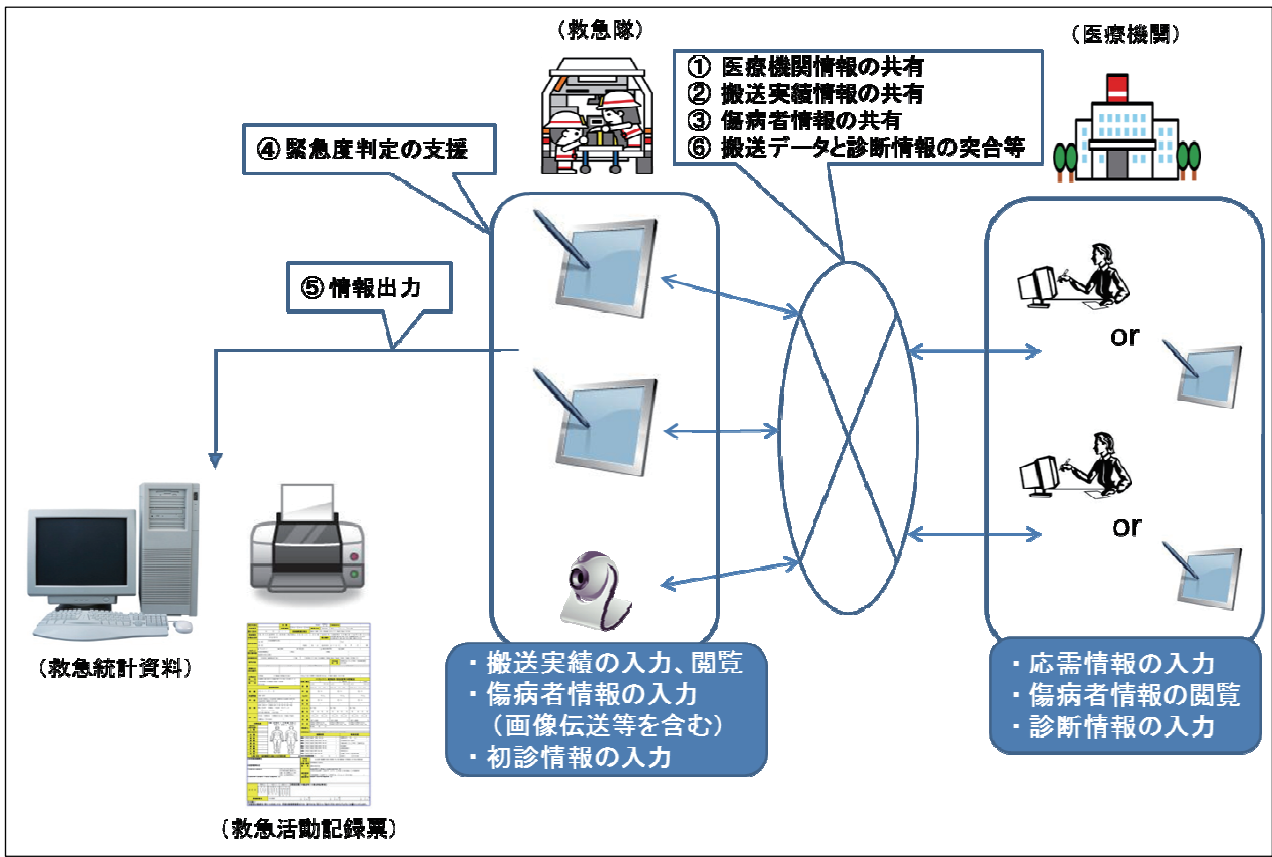 （救急隊）
（医療機関）
① 医療機関情報の共有
② 搬送実績情報の共有
③ 傷病者情報の共有
⑥ 搬送データと診断情報の突合等
④ 緊急度判定の支援
⑤ 情報出力
or
or
（救急統計資料）
（救急活動記録票）
・搬送実績の入力、閲覧
・傷病者情報の入力
（画像伝送等を含む）
・初診情報の入力
・応需情報の入力
・傷病者情報の閲覧
・診断情報の入力